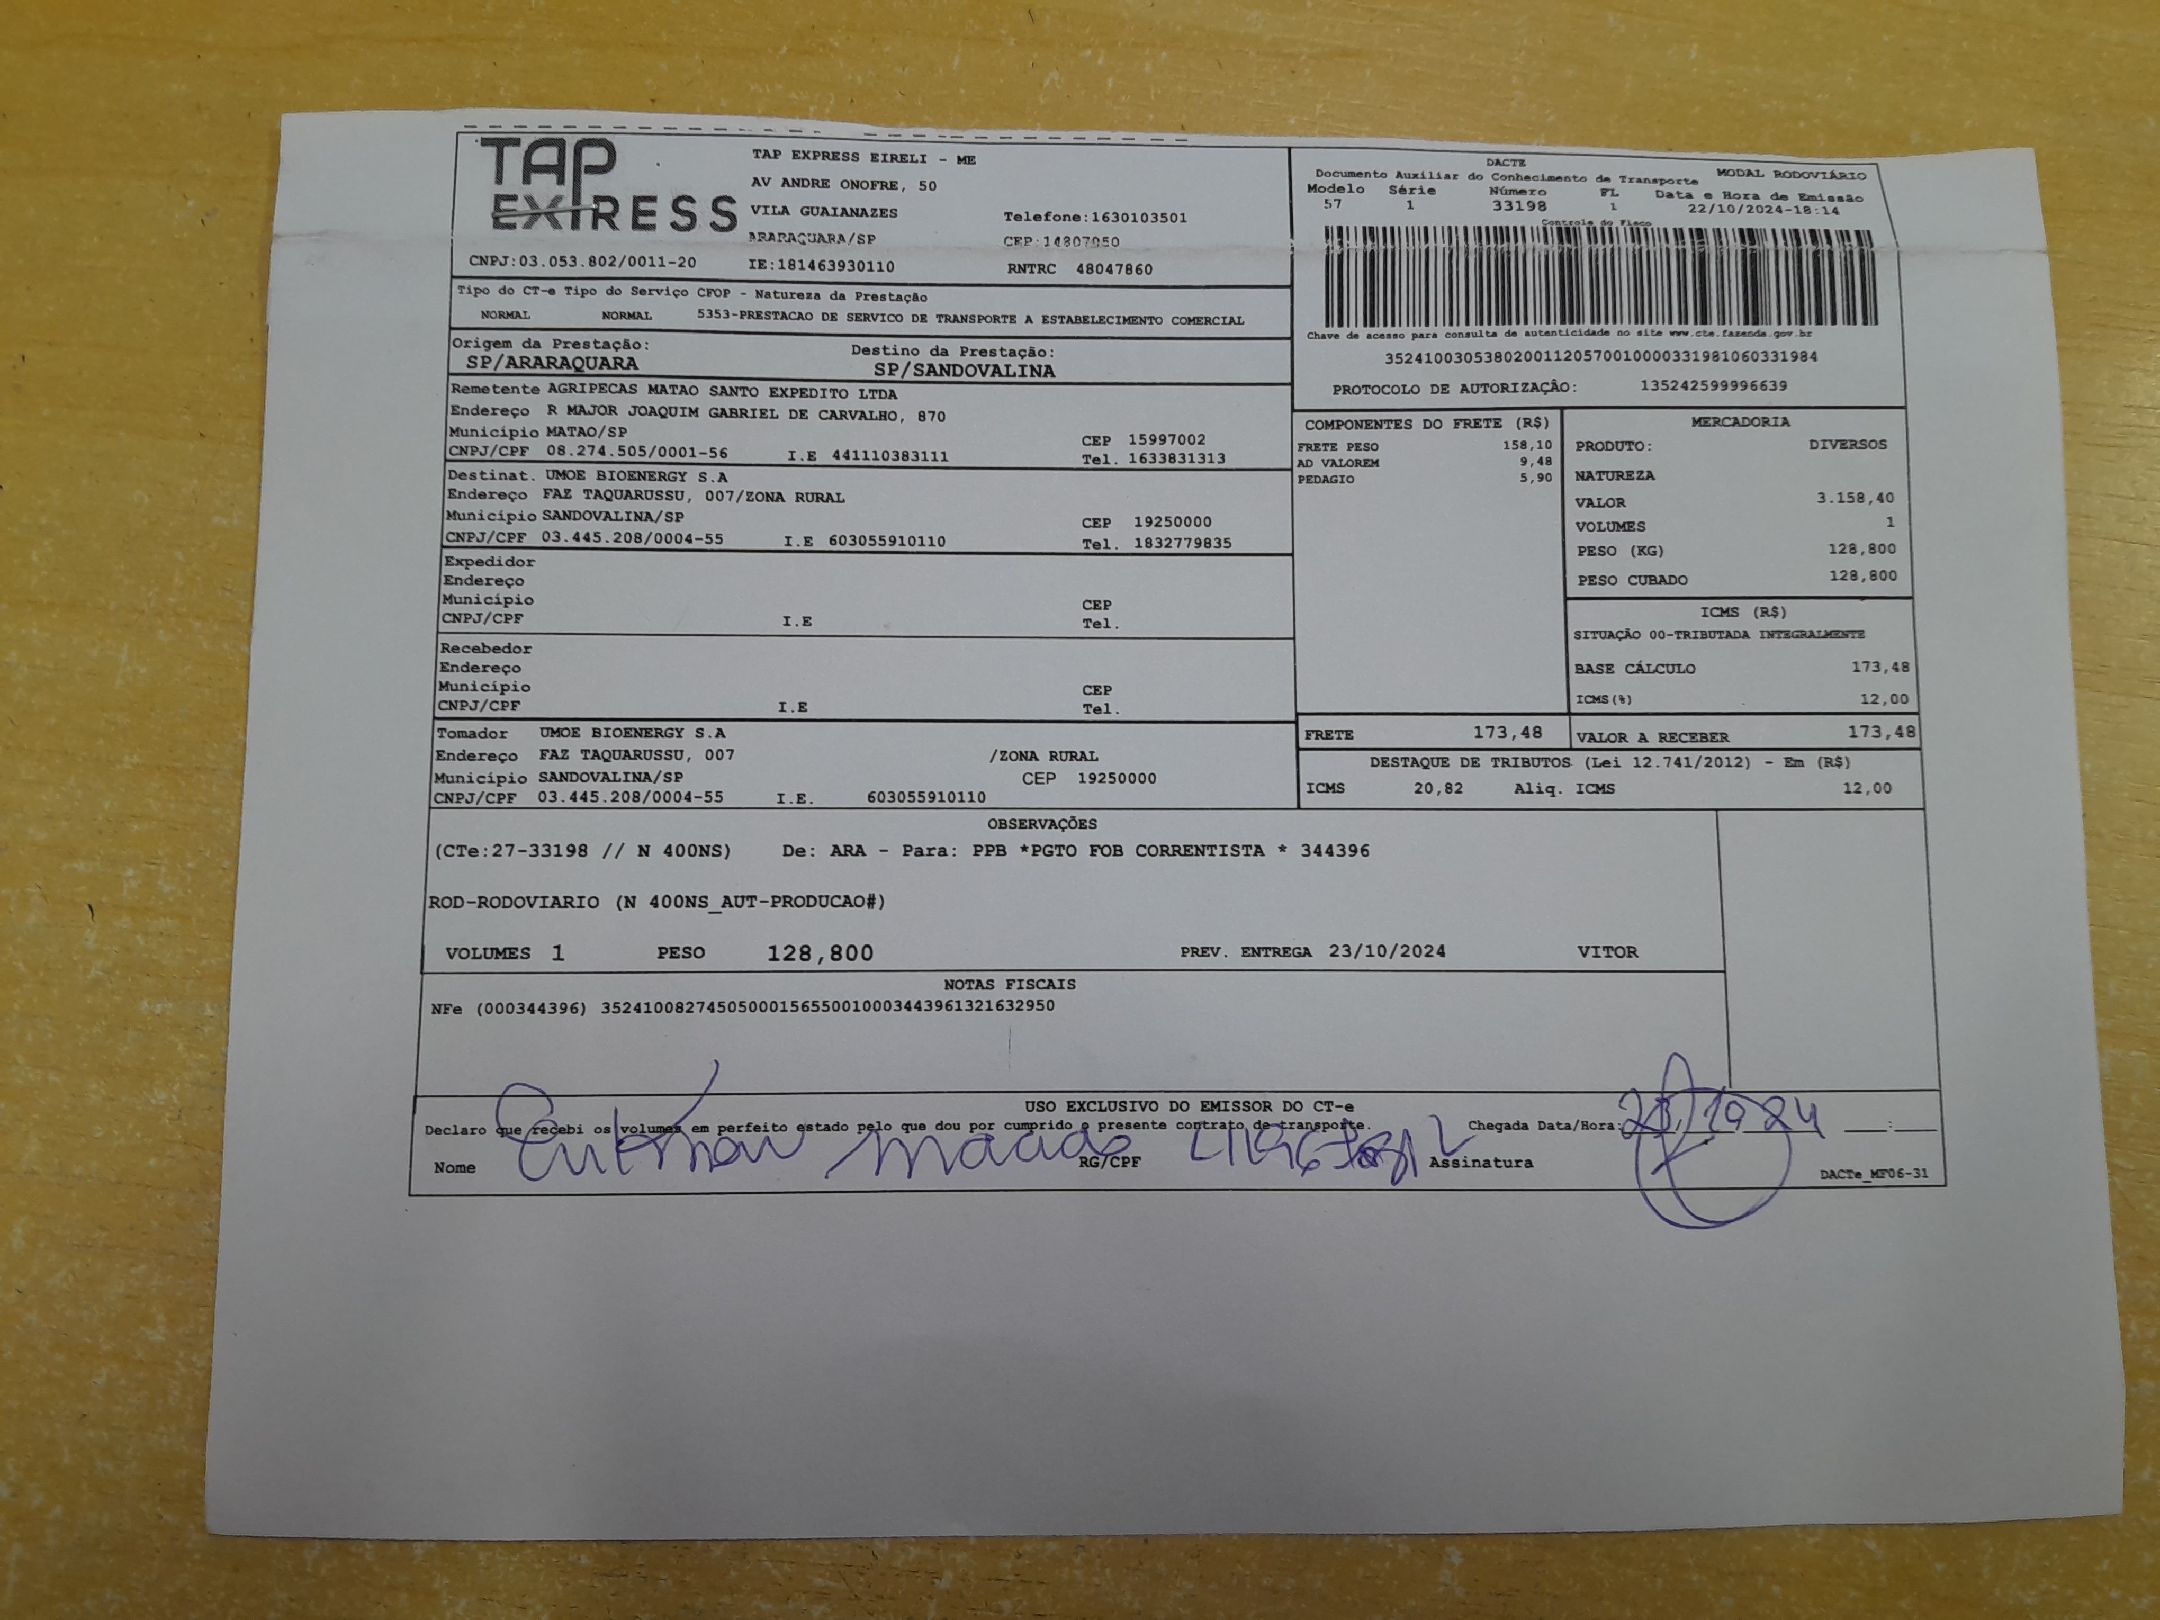 TAP
EXPRESS
CNPJ:03.053.802/0011-20
TAP EXPRESS EIRELI - ME
AV ANDRE ONOFRE, 50
VILA GUAIANAZES Telefone:1630103501
ARARAQUARA/SP CEP:14807050
IE:181463930110 RNTRC 48047860
DACTE
Documento Auxiliar do Conhecimento de Transporte MODAL RODOVIÁRIO
Modelo Série Número FL Data e Hora de Emissão
57 1 33198 1 22/10/2024-18:14
Controle do Fisco
Chave de acesso para consulta de autenticidade no site www.cte.fazenda.gov.br
35241003053802001120570010000331981060331984
PROTOCOLO DE AUTORIZAÇÃO: 135242599996639
Tipo do CT-e Tipo do Serviço CFOP - Natureza da Prestação
NORMAL NORMAL 5353-PRESTACAO DE SERVICO DE TRANSPORTE A ESTABELECIMENTO COMERCIAL
Origem da Prestação: Destino da Prestação:
SP/ARARAQUARA SP/SANDOVALINA
Remetente AGRIPECAS MATAO SANTO EXPEDITO LTDA
Endereço R MAJOR JOAQUIM GABRIEL DE CARVALHO, 870
Município MATAO/SP CEP 15997002
CNPJ/CPF 08.274.505/0001-56 I.E 441110383111 Tel. 1633831313
Destinat. UMOE BIOENERGY S.A
Endereço FAZ TAQUARUSSU, 007/ZONA RURAL
Município SANDOVALINA/SP CEP 19250000
CNPJ/CPF 03.445.208/0004-55 I.E 603055910110 Tel. 1832779835
Expedidor
Endereço
Município CEP
CNPJ/CPF I.E Tel.
Recebedor
Endereço
Município CEP
CNPJ/CPF I.E Tel.
Tomador UMOE BIOENERGY S.A
Endereço FAZ TAQUARUSSU, 007 /ZONA RURAL
Município SANDOVALINA/SP CEP 19250000
CNPJ/CPF 03.445.208/0004-55 I.E. 603055910110
COMPONENTES DO FRETE (R$)
FRETE PESO 158,10
AD VALOREM 9,48
PEDAGIO 5,90
MERCADORIA
PRODUTO: DIVERSOS
NATUREZA
VALOR 3.158,40
VOLUMES 1
PESO (KG) 128,800
PESO CUBADO 128,800
ICMS (R$)
SITUAÇÃO 00-TRIBUTADA INTEGRALMENTE
BASE CÁLCULO 173,48
ICMS(%) 12,00
FRETE 173,48 VALOR A RECEBER 173,48
DESTAQUE DE TRIBUTOS (Lei 12.741/2012) - Em (R$)
ICMS 20,82 Aliq. ICMS 12,00
OBSERVAÇÕES
(CTe:27-33198 // N 400NS) De: ARA - Para: PPB *PGTO FOB CORRENTISTA * 344396
ROD-RODOVIARIO (N 400NS_AUT-PRODUCAO#)
VOLUMES 1 PESO 128,800 PREV. ENTREGA 23/10/2024 VITOR
NOTAS FISCAIS
NFe (000344396) 35241008274505000156550010003443961321632950
USO EXCLUSIVO DO EMISSOR DO CT-e
Declaro que recebi os volumes em perfeito estado pelo que dou por cumprido o presente contrato de transporte. Chegada Data/Hora: __:__
Nome RG/CPF Assinatura
DACTe_MF06-31